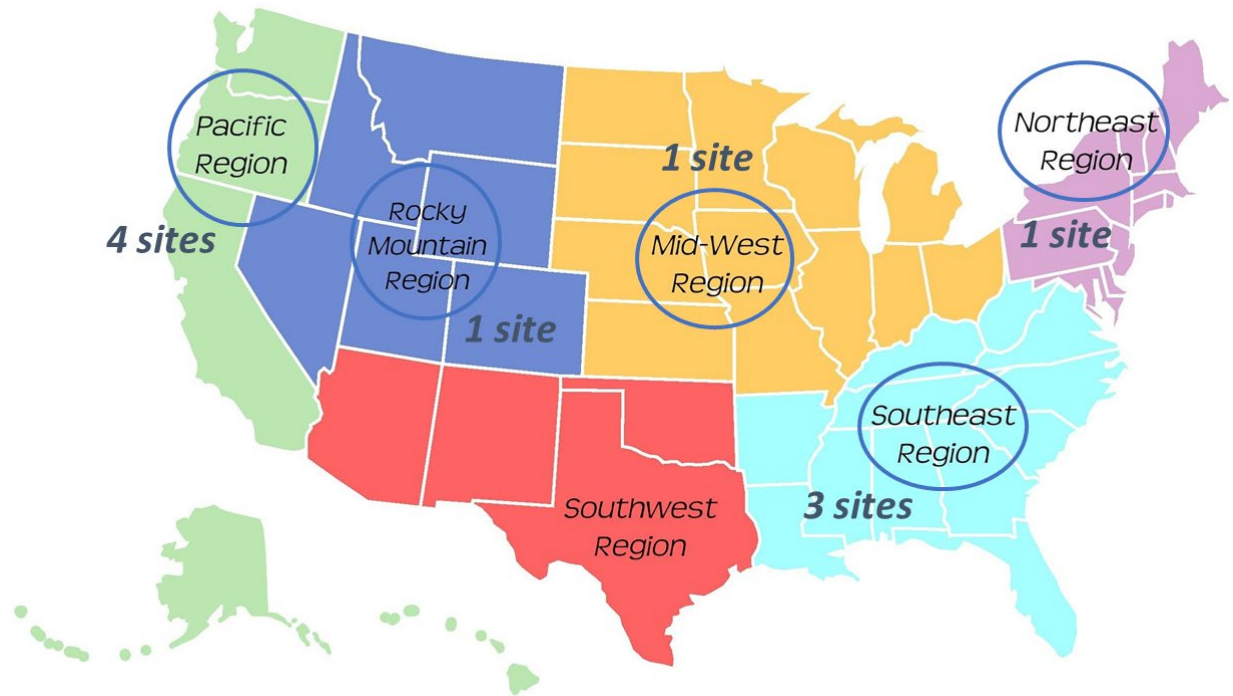 Pacific
Region
4 sites
Rocky
Mountain
Region
1 site
1 site
Mid-West
Region
Northeast
Region
1 site
Southeast
Region
3 sites
Southwest
Region